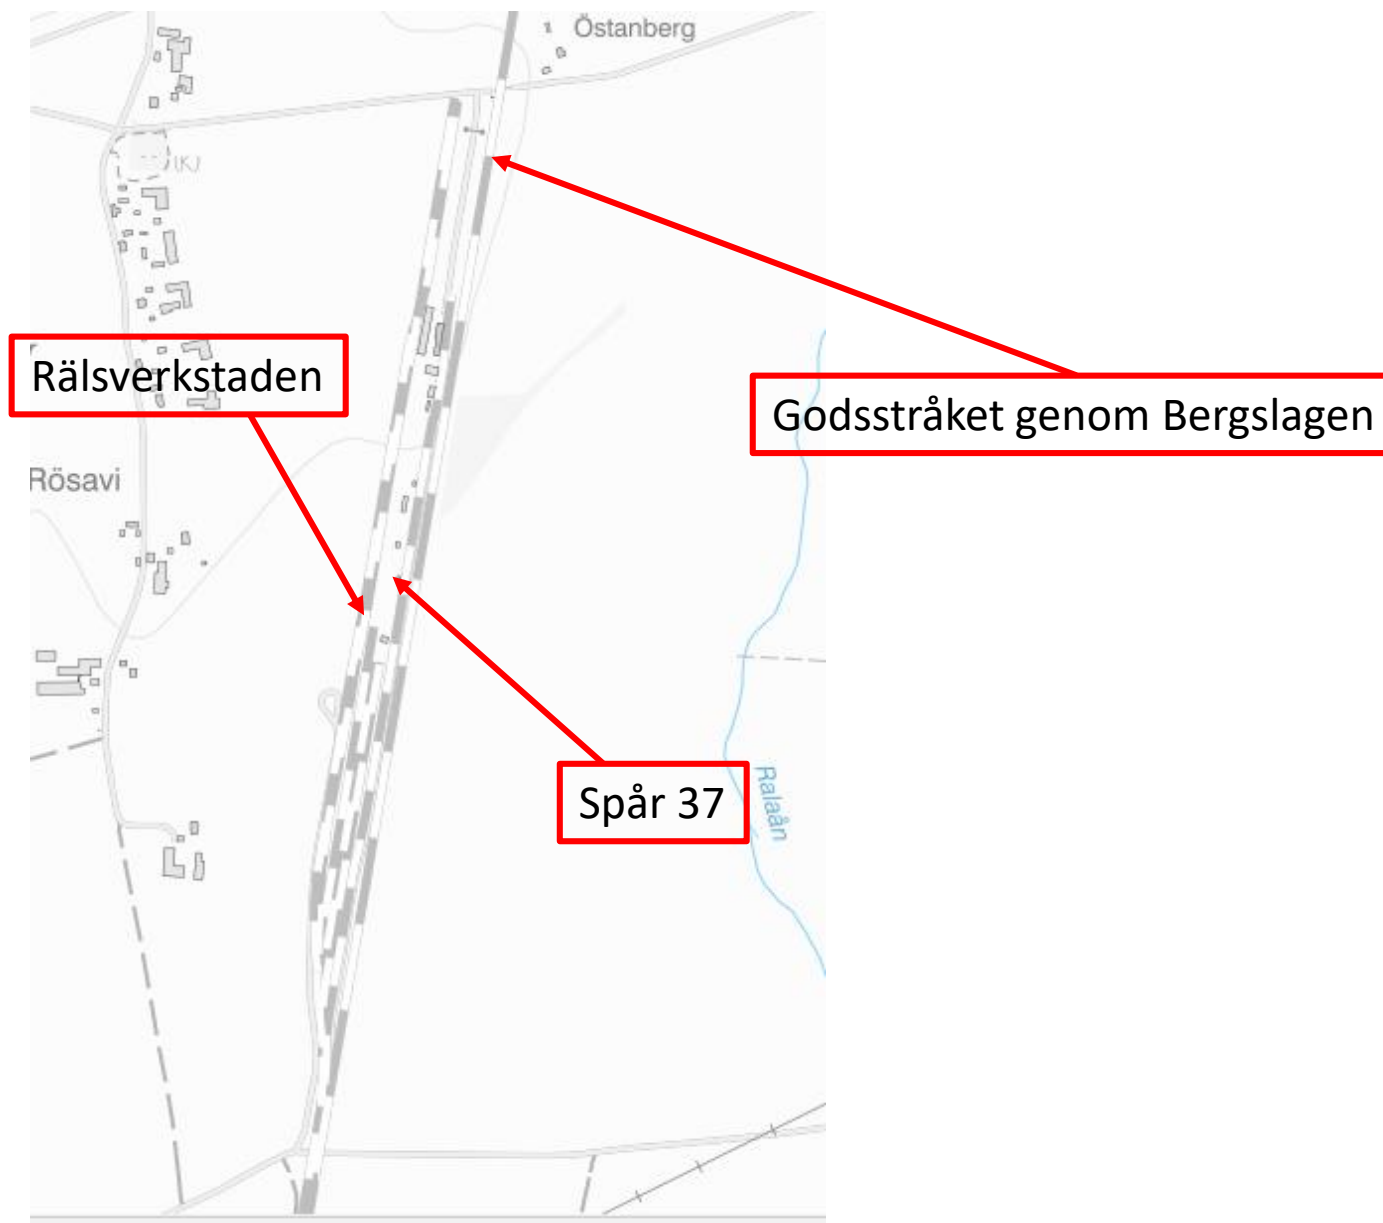 Östanberg
(K)
Rälsverkstaden
Godsstråket genom Bergslagen
Rösavi
Spår 37
Ralaån